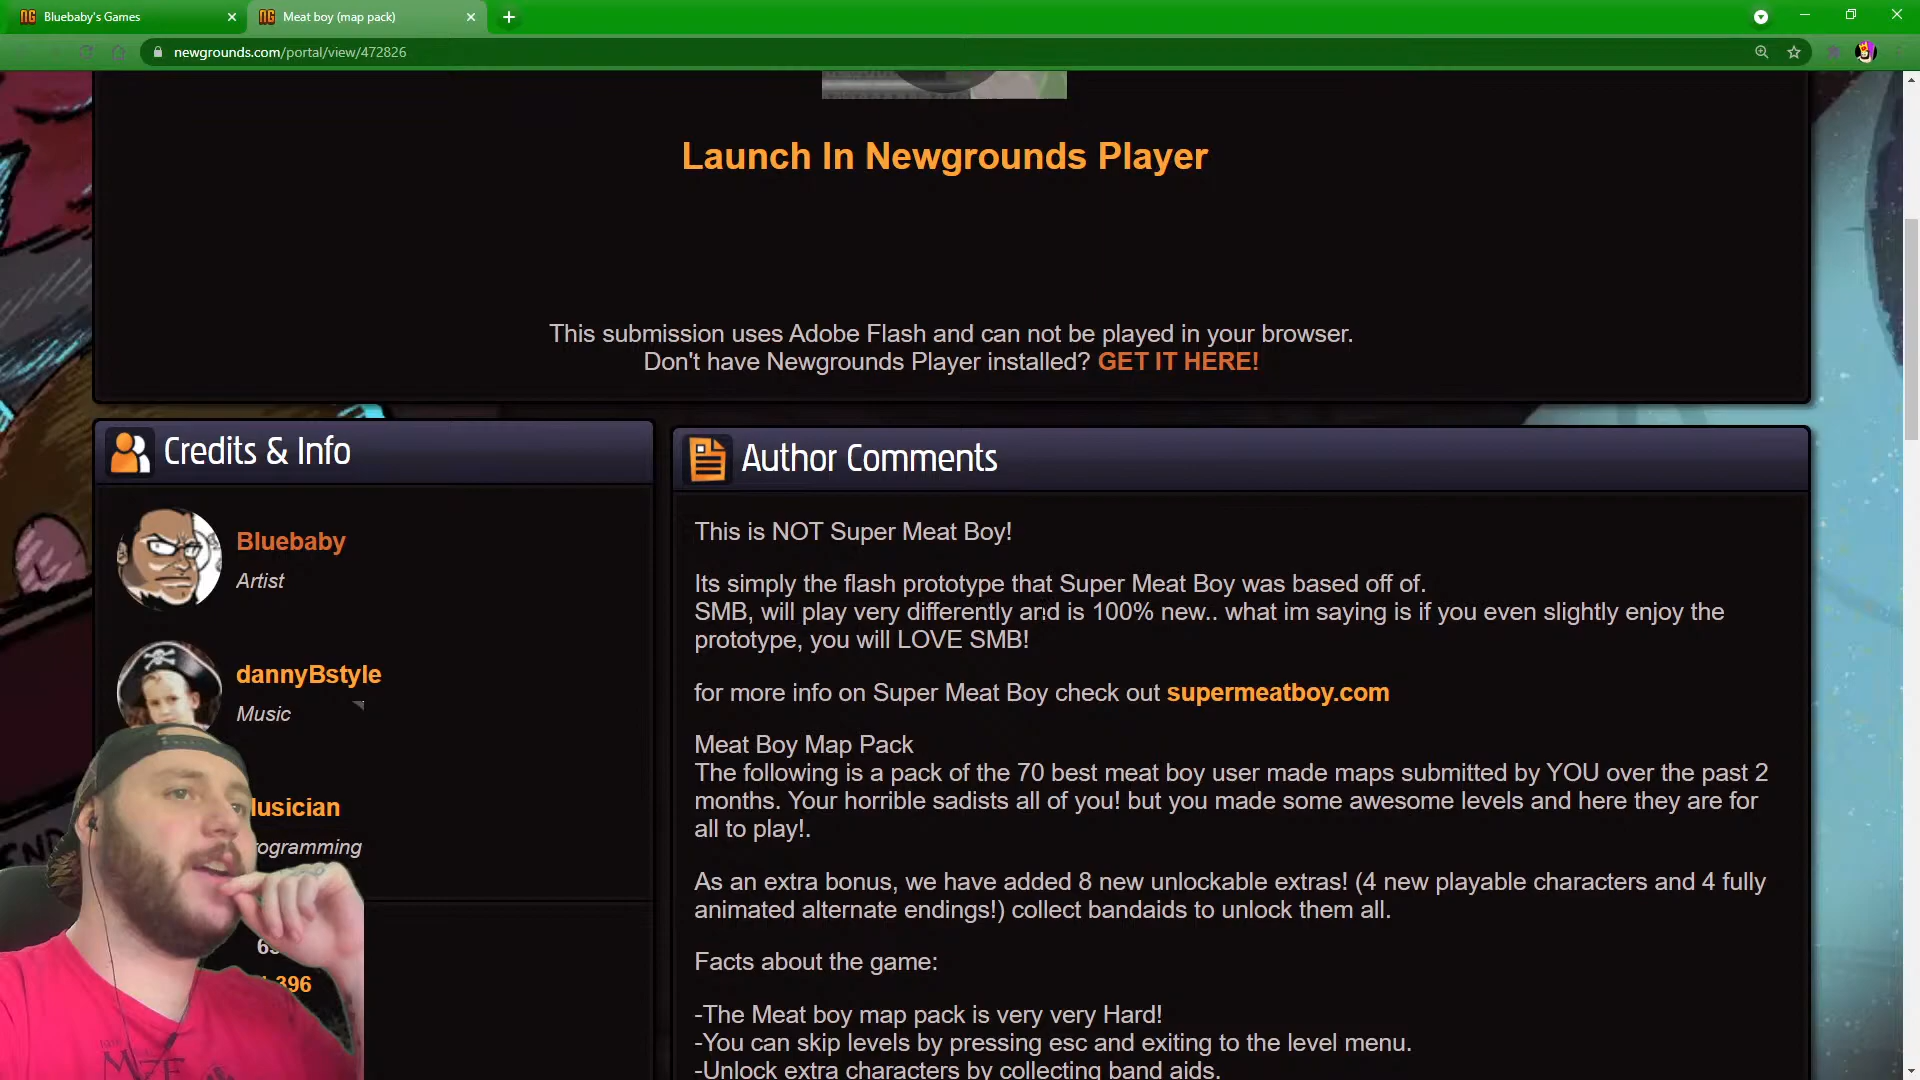 Bluebaby's Games
Meat boy (map pack)
newgrounds.com/portal/view/472826
Launch In Newgrounds Player
This submission uses Adobe Flash and can not be played in your browser.
Don't have Newgrounds Player installed? GET IT HERE!
Credits & Info
Bluebaby
Artist
dannyBstyle
Music
lusician
rogramming
396
Author Comments
This is NOT Super Meat Boy!
Its simply the flash prototype that Super Meat Boy was based off of.
SMB, will play very differently and is 100% new.. what im saying is if you even slightly enjoy the
prototype, you will LOVE SMB!
for more info on Super Meat Boy check out supermeatboy.com
Meat Boy Map Pack
The following is a pack of the 70 best meat boy user made maps submitted by YOU over the past 2
months. Your horrible sadists all of you! but you made some awesome levels and here they are for
all to play!.
As an extra bonus, we have added 8 new unlockable extras! (4 new playable characters and 4 fully
animated alternate endings!) collect bandaids to unlock them all.
Facts about the game:
-The Meat boy map pack is very very Hard!
-You can skip levels by pressing esc and exiting to the level menu.
-Unlock extra characters by collecting band aids.